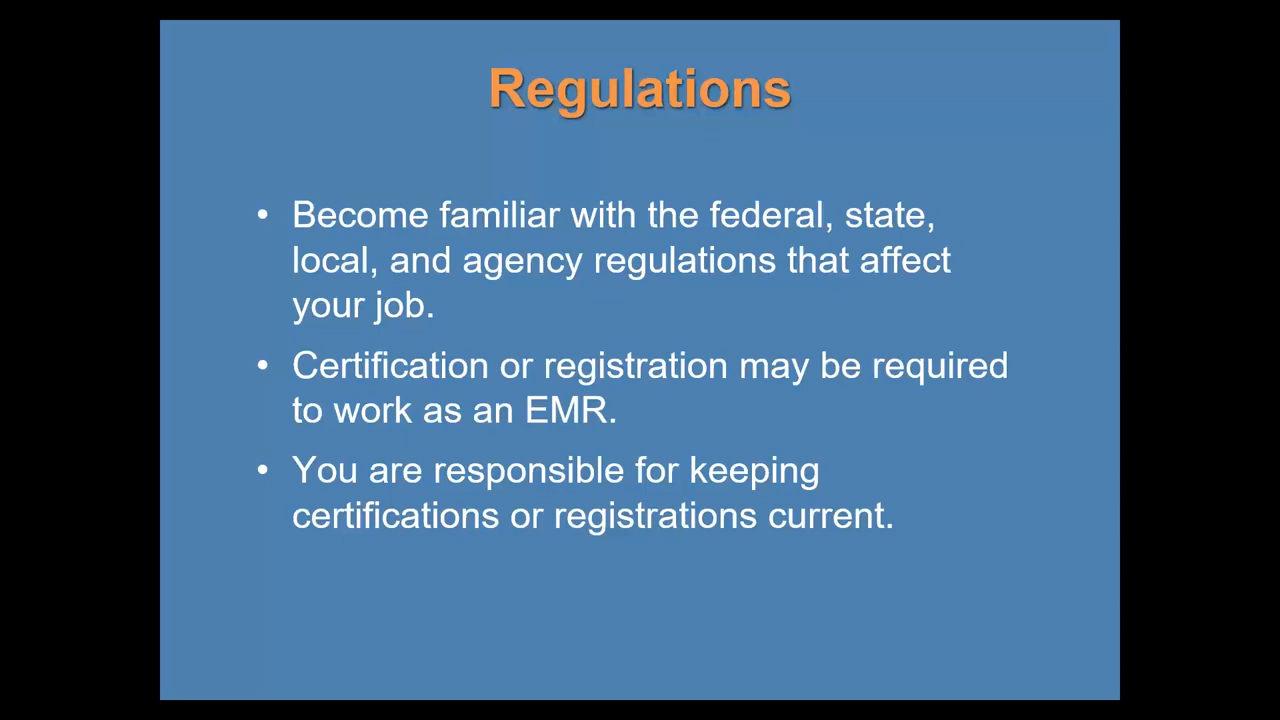 Regulations
• Become familiar with the federal, state,
local, and agency regulations that affect
your job.
• Certification or registration may be required
to work as an EMR.
• You are responsible for keeping
certifications or registrations current.